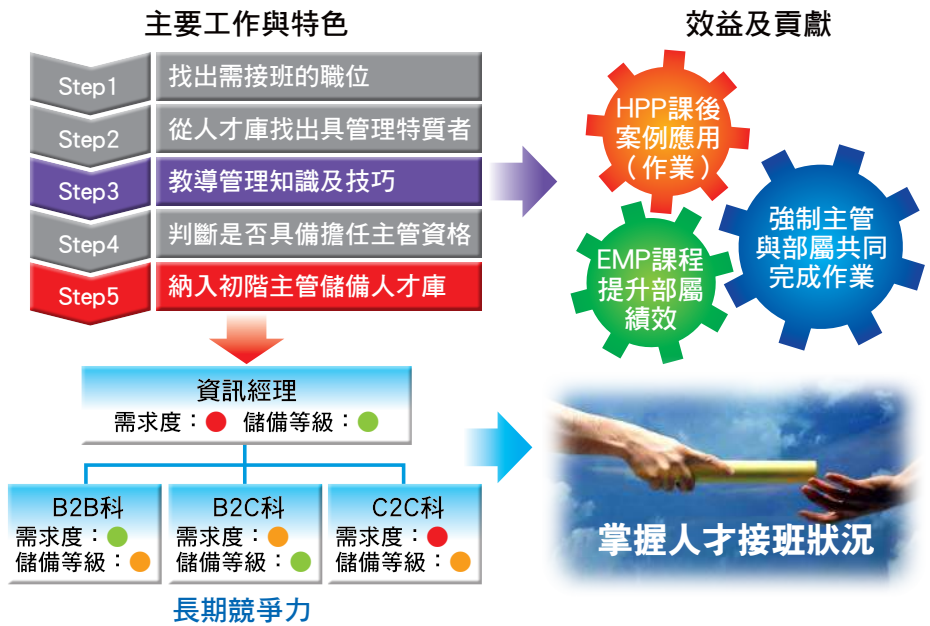 主要工作與特色
Step1
找出需接班的職位
Step2
從人才庫找出具管理特質者
Step3
教導管理知識及技巧
Step4
判斷是否具備擔任主管資格
Step5
納入初階主管儲備人才庫
資訊經理
需求度：● 儲備等級：●
B2B科
需求度：●
儲備等級：●
B2C科
需求度：●
儲備等級：●
C2C科
需求度：●
儲備等級：●
長期競爭力
效益及貢獻
HPP課後
案例應用
（作業）
EMP課程
提升部屬
績效
強制主管
與部屬共同
完成作業
掌握人才接班狀況